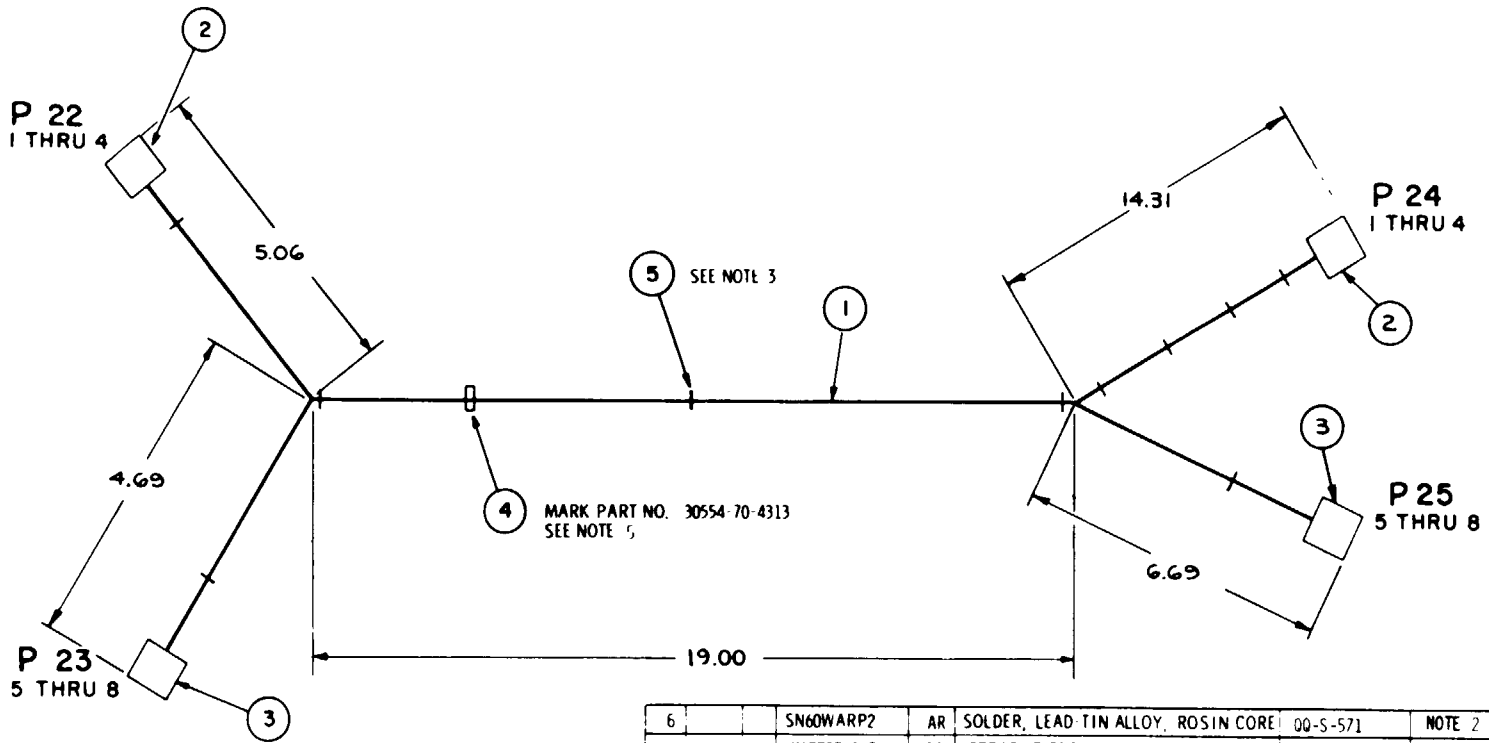 2
P 22
1 THRU 4
5.06
14.31
P 24
1 THRU 4
2
5 SEE NOTE 3
1
4.69
4 MARK PART NO. 30554-70-4313
SEE NOTE 5
3
P 25
5 THRU 8
6.69
19.00
P 23
5 THRU 8
3
6 SN60WARP2 AR SOLDER, LEAD-TIN ALLOY, ROSIN CORE QQ-S-571 NOTE 2